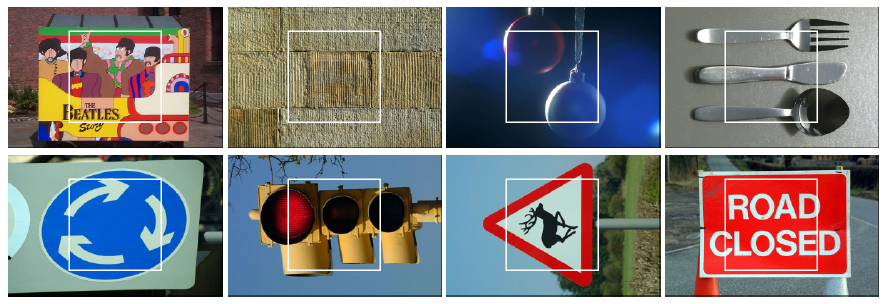 THE
BEATLES
Story
ROAD
CLOSED